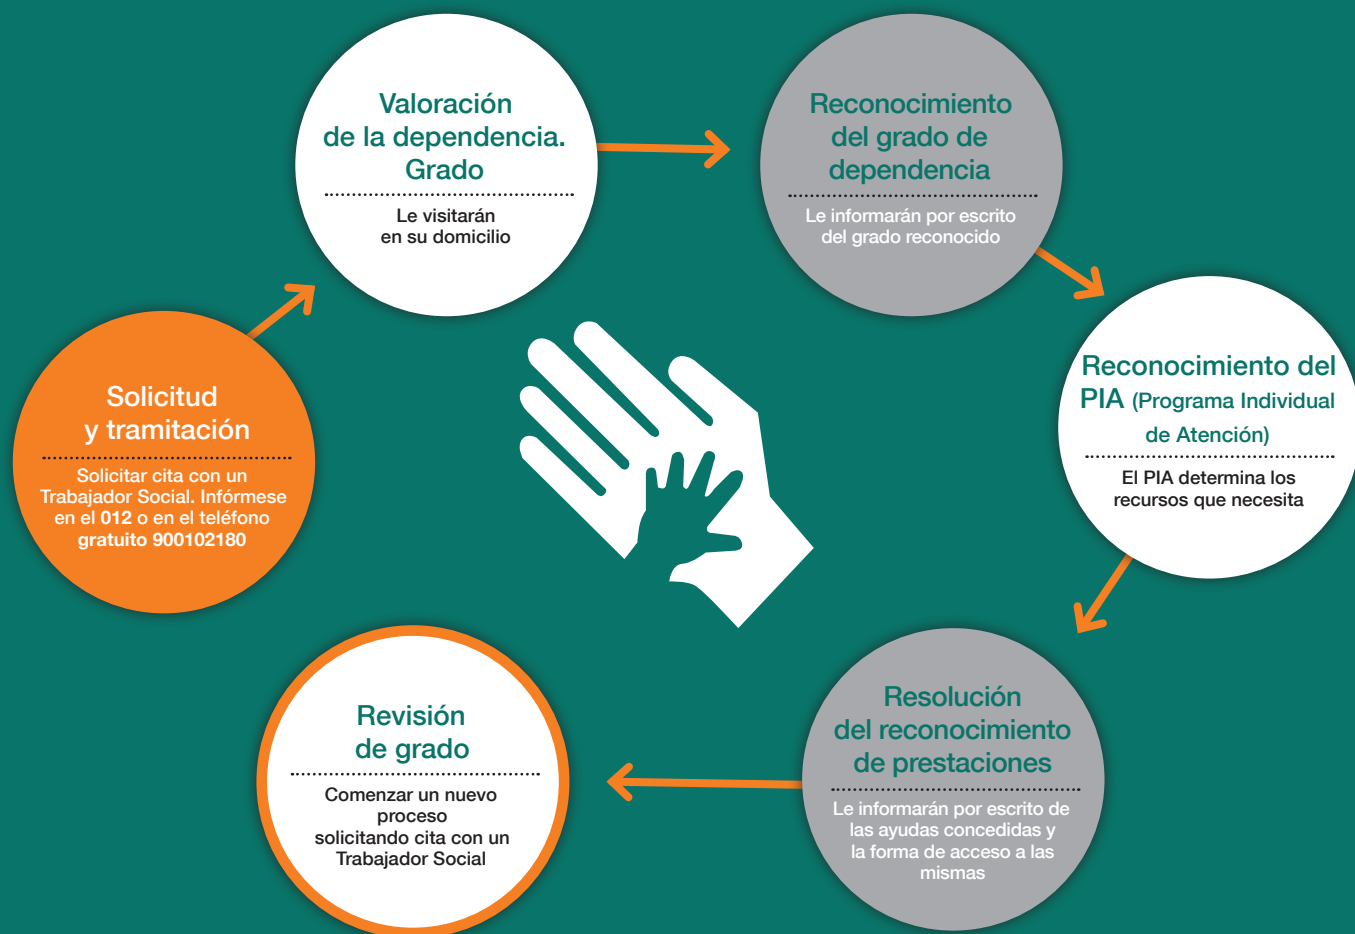 Solicitud
y tramitación
Solicitar cita con un
Trabajador Social. Infórmese
en el 012 o en el teléfono
gratuito 900102180
Valoración
de la dependencia.
Grado
Le visitarán
en su domicilio
Reconocimiento
del grado de
dependencia
Le informarán por escrito
del grado reconocido
Reconocimiento del
PIA (Programa Individual
de Atención)
El PIA determina los
recursos que necesita
Resolución
del reconocimiento
de prestaciones
Le informarán por escrito de
las ayudas concedidas y
la forma de acceso a las
mismas
Revisión
de grado
Comenzar un nuevo
proceso
solicitando cita con un
Trabajador Social